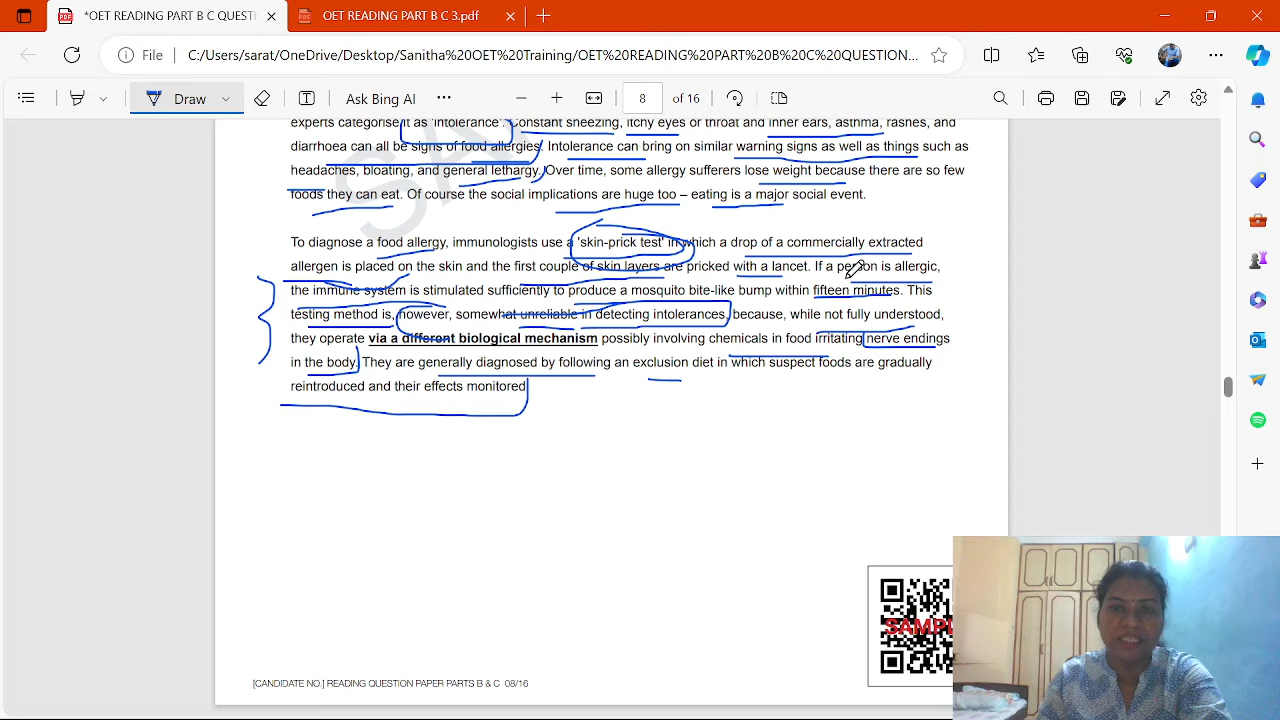 *OET READING PART B C QUESTI
OET READING PART B C 3.pdf
File
C:/Users/sarat/OneDrive/Desktop/Sanitha%20OET%20Training/OET%20READING%20PART%20B%20C%20QUESTION...
Draw
Ask Bing AI
8
of 16
experts categorise it as 'intolerance'. Constant sneezing, itchy eyes or throat and inner ears, asthma, rashes, and
diarrhoea can all be signs of food allergies. Intolerance can bring on similar warning signs as well as things such as
headaches, bloating, and general lethargy. Over time, some allergy sufferers lose weight because there are so few
foods they can eat. Of course the social implications are huge too – eating is a major social event.
To diagnose a food allergy, immunologists use a 'skin-prick test' in which a drop of a commercially extracted
allergen is placed on the skin and the first couple of skin layers are pricked with a lancet. If a person is allergic,
the immune system is stimulated sufficiently to produce a mosquito bite-like bump within fifteen minutes. This
testing method is, however, somewhat unreliable in detecting intolerances, because, while not fully understood,
they operate via a different biological mechanism possibly involving chemicals in food irritating nerve endings
in the body. They are generally diagnosed by following an exclusion diet in which suspect foods are gradually
reintroduced and their effects monitored
SAMPL
[CANDIDATE NO.] READING QUESTION PAPER PARTS B & C 08/16